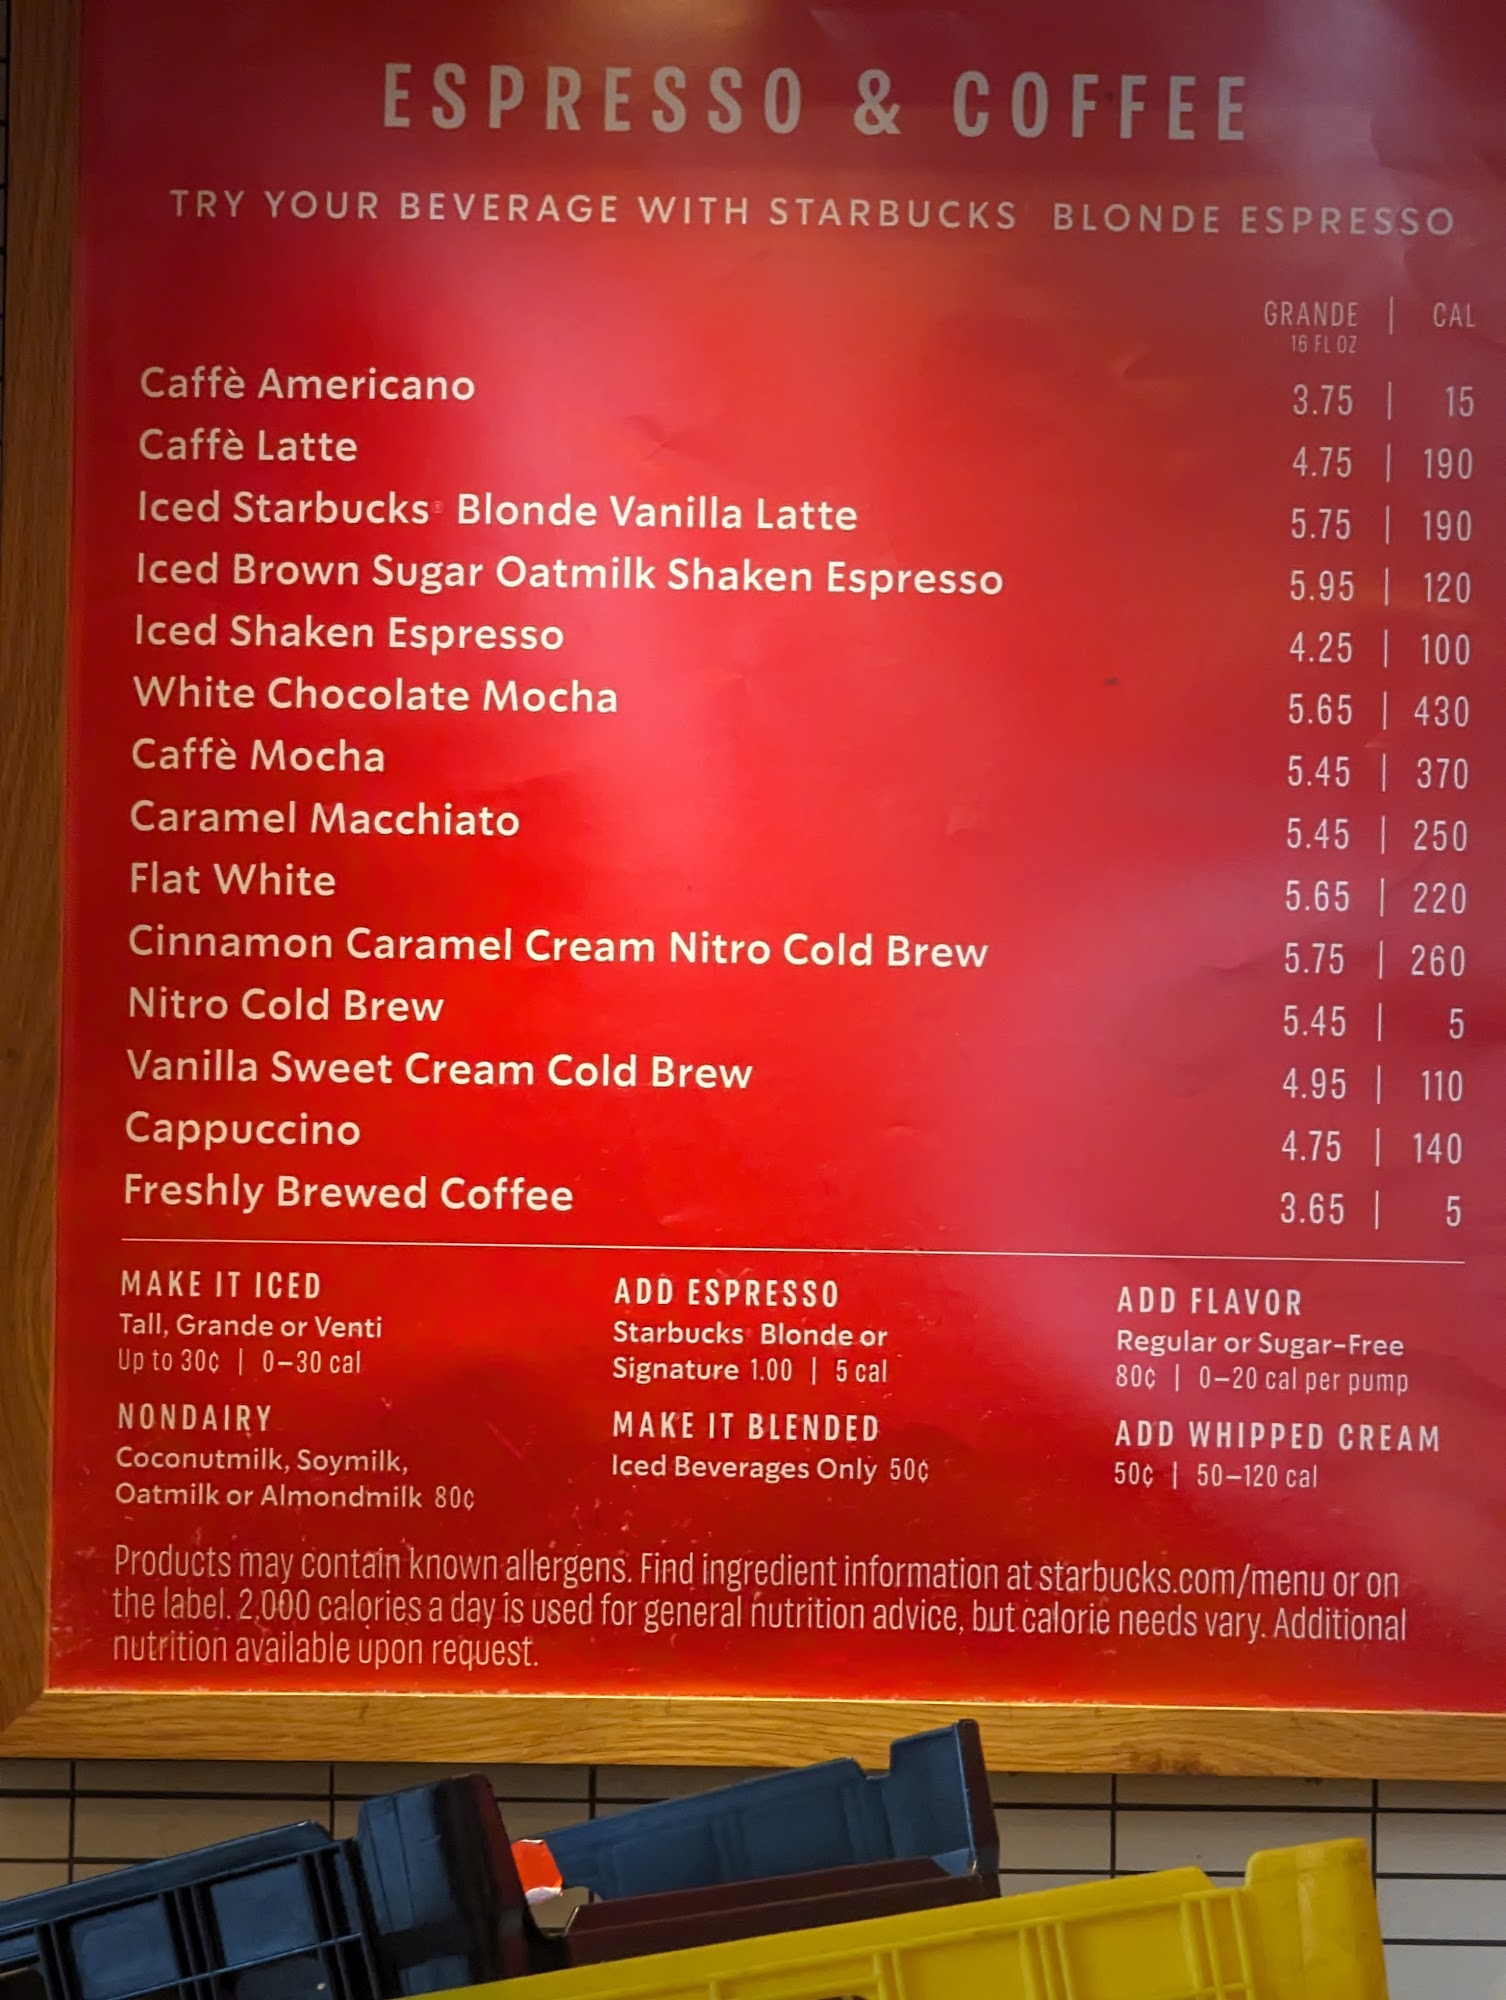 ESPRESSO & COFFEE
TRY YOUR BEVERAGE WITH STARBUCKS BLONDE ESPRESSO
GRANDE | CAL
16 FL OZ
Caffè Americano 3.75 | 15
Caffè Latte 4.75 | 190
Iced Starbucks® Blonde Vanilla Latte 5.75 | 190
Iced Brown Sugar Oatmilk Shaken Espresso 5.95 | 120
Iced Shaken Espresso 4.25 | 100
White Chocolate Mocha 5.65 | 430
Caffè Mocha 5.45 | 370
Caramel Macchiato 5.45 | 250
Flat White 5.65 | 220
Cinnamon Caramel Cream Nitro Cold Brew 5.75 | 260
Nitro Cold Brew 5.45 | 5
Vanilla Sweet Cream Cold Brew 4.95 | 110
Cappuccino 4.75 | 140
Freshly Brewed Coffee 3.65 | 5
MAKE IT ICED
Tall, Grande or Venti
Up to 30¢ | 0–30 cal
NONDAIRY
Coconutmilk, Soymilk,
Oatmilk or Almondmilk 80¢
ADD ESPRESSO
Starbucks Blonde or
Signature 1.00 | 5 cal
MAKE IT BLENDED
Iced Beverages Only 50¢
ADD FLAVOR
Regular or Sugar-Free
80¢ | 0–20 cal per pump
ADD WHIPPED CREAM
50¢ | 50–120 cal
Products may contain known allergens. Find ingredient information at starbucks.com/menu or on
the label. 2,000 calories a day is used for general nutrition advice, but calorie needs vary. Additional
nutrition available upon request.